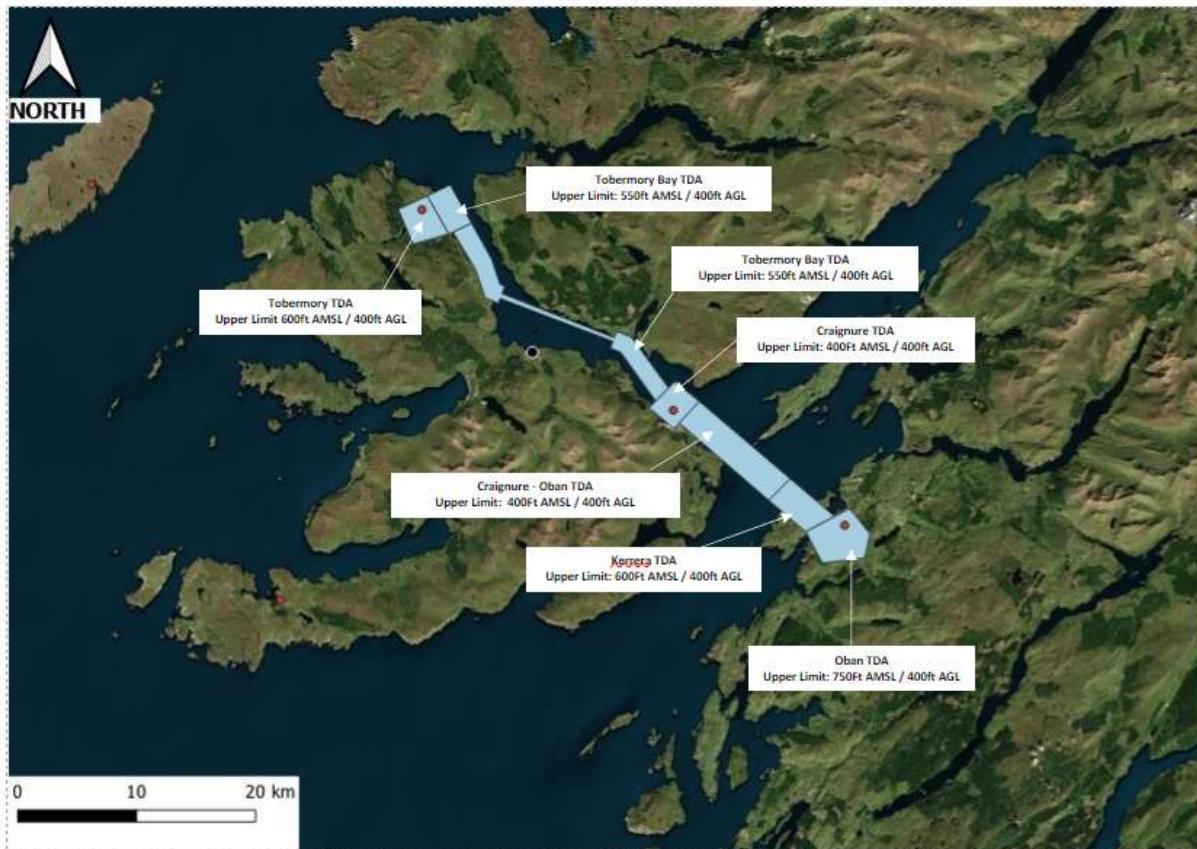 NORTH
Tobermory Bay TDA
Upper Limit: 550ft AMSL / 400ft AGL
Tobermory Bay TDA
Upper Limit: 550ft AMSL / 400ft AGL
Tobermory TDA
Upper Limit 600ft AMSL / 400ft AGL
Craignure TDA
Upper Limit: 400Ft AMSL / 400ft AGL
Craignure - Oban TDA
Upper Limit:  400Ft AMSL / 400ft AGL
Kerrera TDA
Upper Limit: 600Ft AMSL / 400ft AGL
Oban TDA
Upper Limit: 750Ft AMSL / 400ft AGL
0 10 20 km